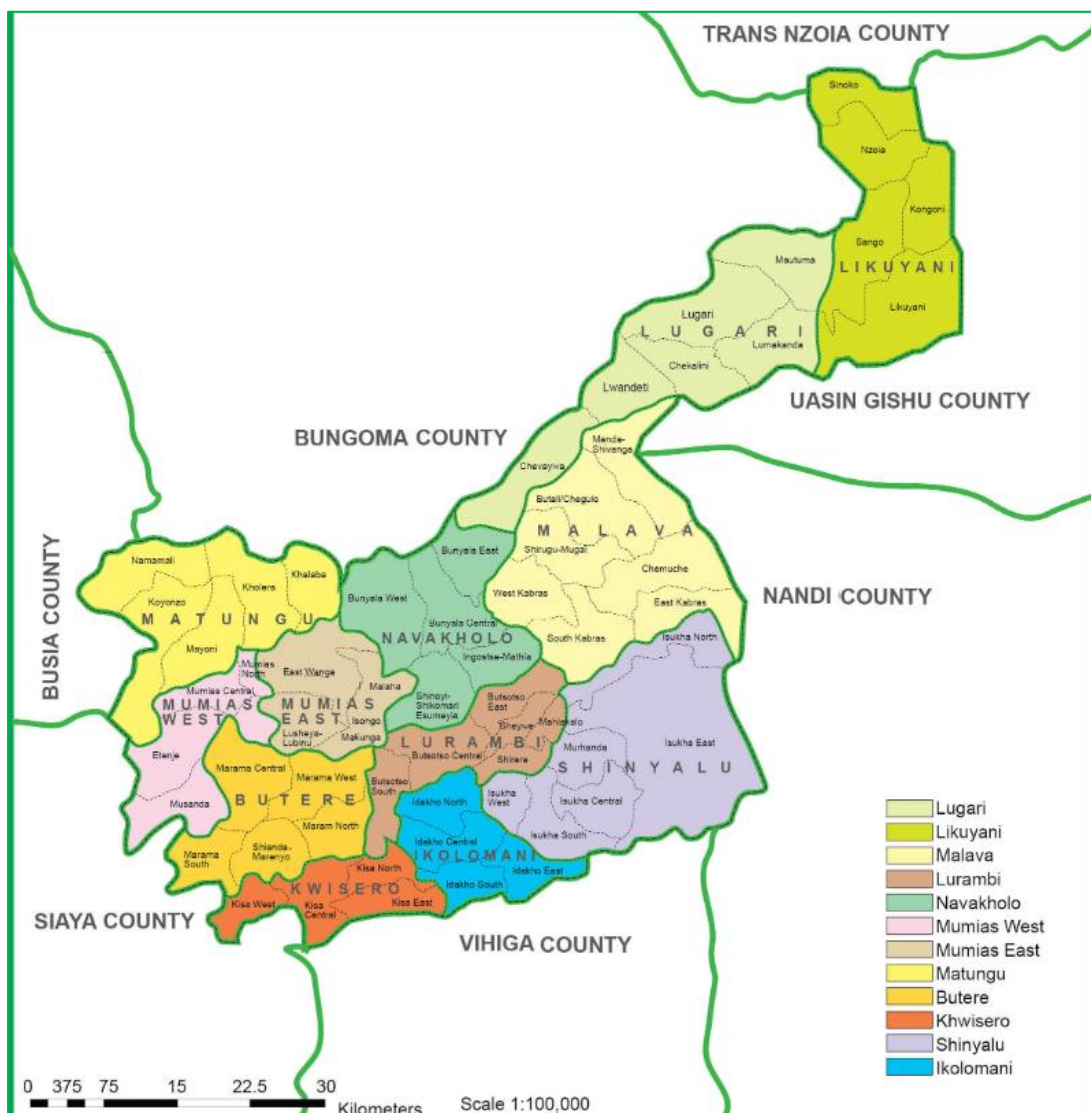 TRANS NZOIA COUNTY
Sinoko
Nzoia
Kongoni
Sango
LIKUYANI
Likuyani
Mautuma
Lugari
LUGARI
Lumakanda
Chekalini
Lwandeti
UASIN GISHU COUNTY
BUNGOMA COUNTY
Manda-
Shivanga
Chevaywa
Butali/Chegulo
MALAVA
Shirugu-Mugai
Chemuche
West Kabras
East Kabras
South Kabras
NANDI COUNTY
BUSIA COUNTY
Bunyala East
Bunyala West
Bunyala Central
NAVAKHOLO
Ingostse-Mathia
Shinoyi-
Shikomari
Esumeyia
Namamali
Khalaba
Kholera
Koyonzo
MATUNGU
Mayoni
Mumias
North
Mumias Central
MUMIAS
WEST
Etenje
Musanda
East Wanga
Malaha
MUMIAS
EAST
Isongo
Lusheya-
Lubinu
Makunga
Isukha North
Butsotso
East
Sheywe
Mahiakalo
LURAMBI
Butsotso Central
Shirere
Butsotso
South
Murhanda
Isukha East
SHINYALU
Isukha
West
Isukha Central
Isukha South
Marama Central
Marama West
BUTERE
Maram North
Marama
South
Shianda-
Marenyo
Idakho North
Idakho Central
IKOLOMANI
Idakho East
Idakho South
Kisa North
KWISERO
Kisa West
Kisa
Central
Kisa East
SIAYA COUNTY
VIHIGA COUNTY
Lugari
Likuyani
Malava
Lurambi
Navakholo
Mumias West
Mumias East
Matungu
Butere
Khwisero
Shinyalu
Ikolomani
0 375 75 15 22.5 30
Kilometers
Scale 1:100,000